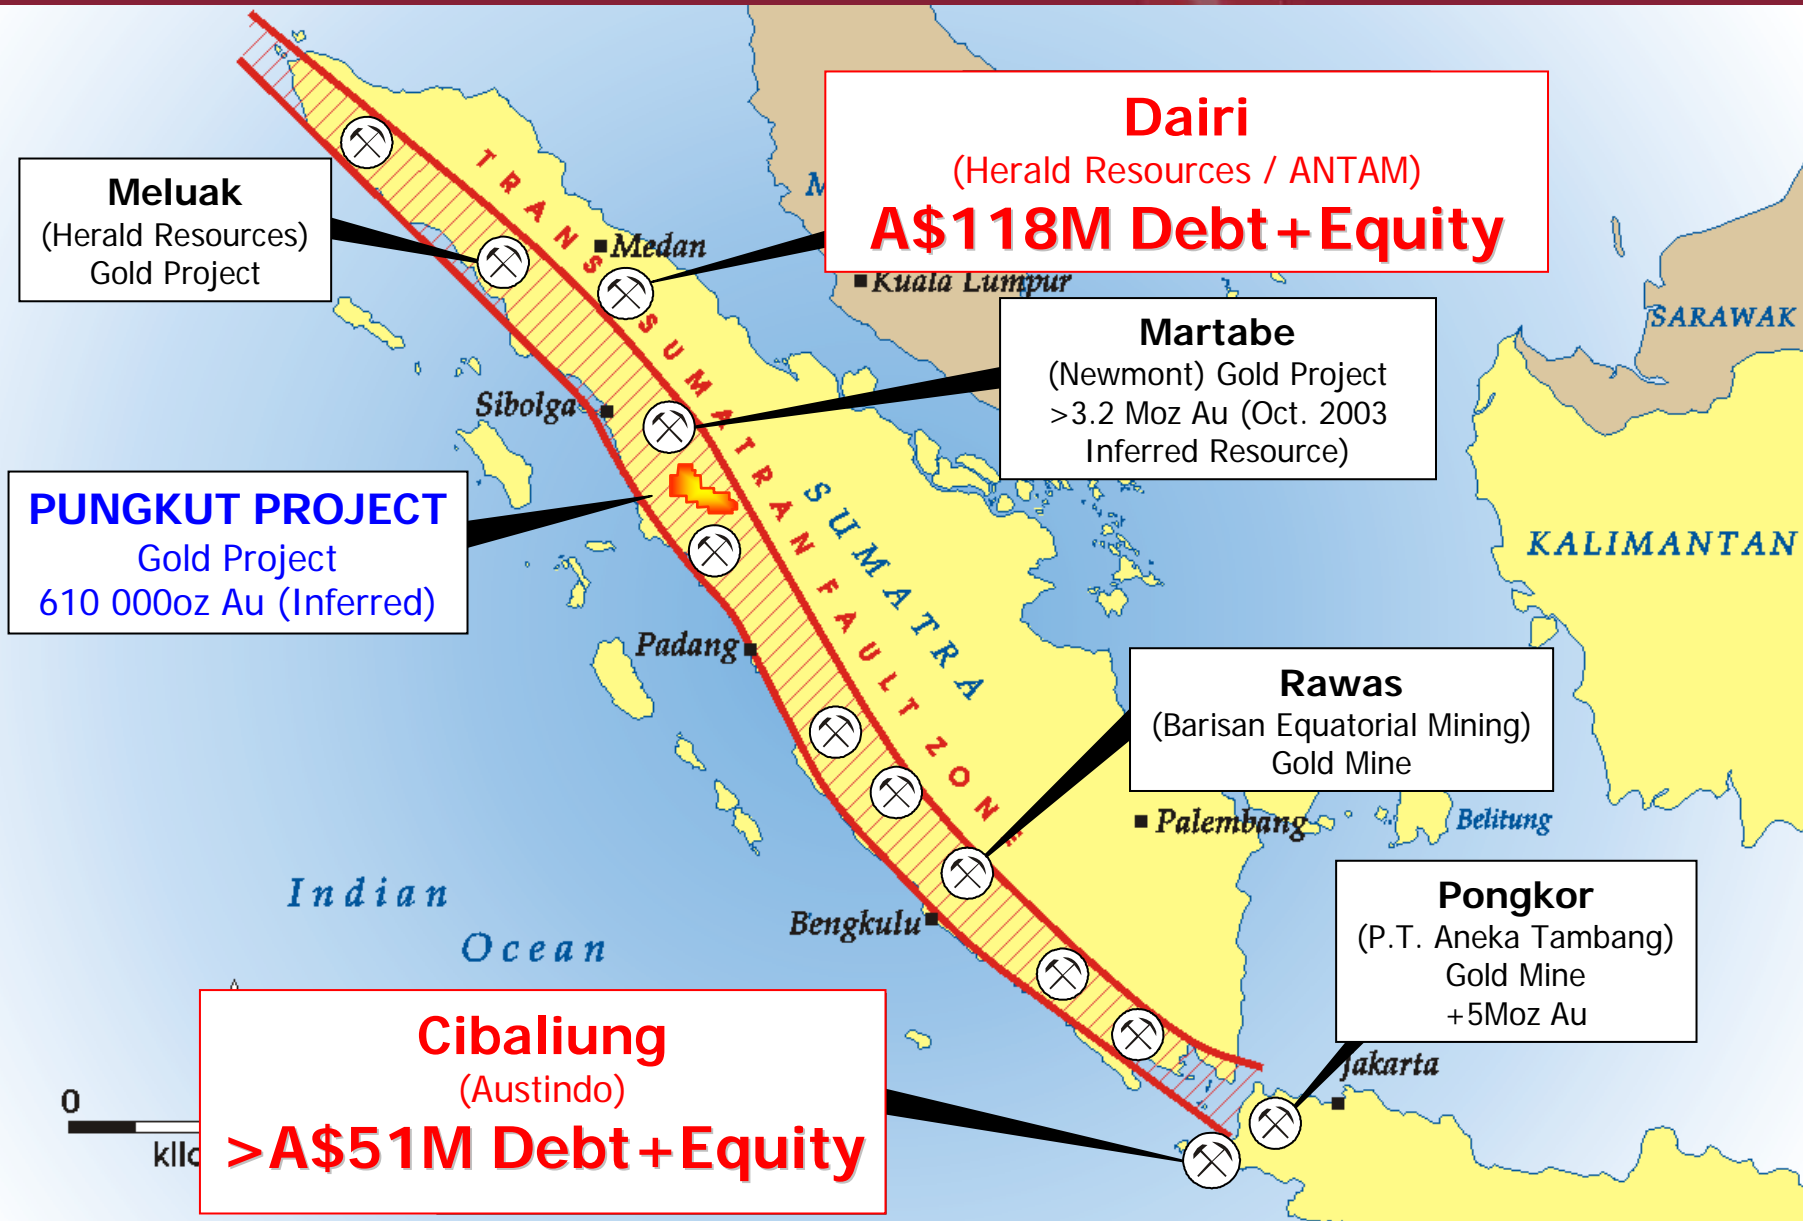 Dairi
(Herald Resources / ANTAM)
A$118M Debt+Equity
Meluak
(Herald Resources)
Gold Project
TRANS SUMATRAN FAULT ZON
Medan
Kuala Lumpur
SARAWAK
Martabe
(Newmont) Gold Project
>3.2 Moz Au (Oct. 2003
Inferred Resource)
Sibolga
PUNGKUT PROJECT
Gold Project
610 000oz Au (Inferred)
SUMATRA
KALIMANTAN
Padang
Rawas
(Barisan Equatorial Mining)
Gold Mine
Palembang
Belitung
Indian
Ocean
Bengkulu
Pongkor
(P.T. Aneka Tambang)
Gold Mine
+5Moz Au
Jakarta
Cibaliung
(Austindo)
>A$51M Debt+Equity
0